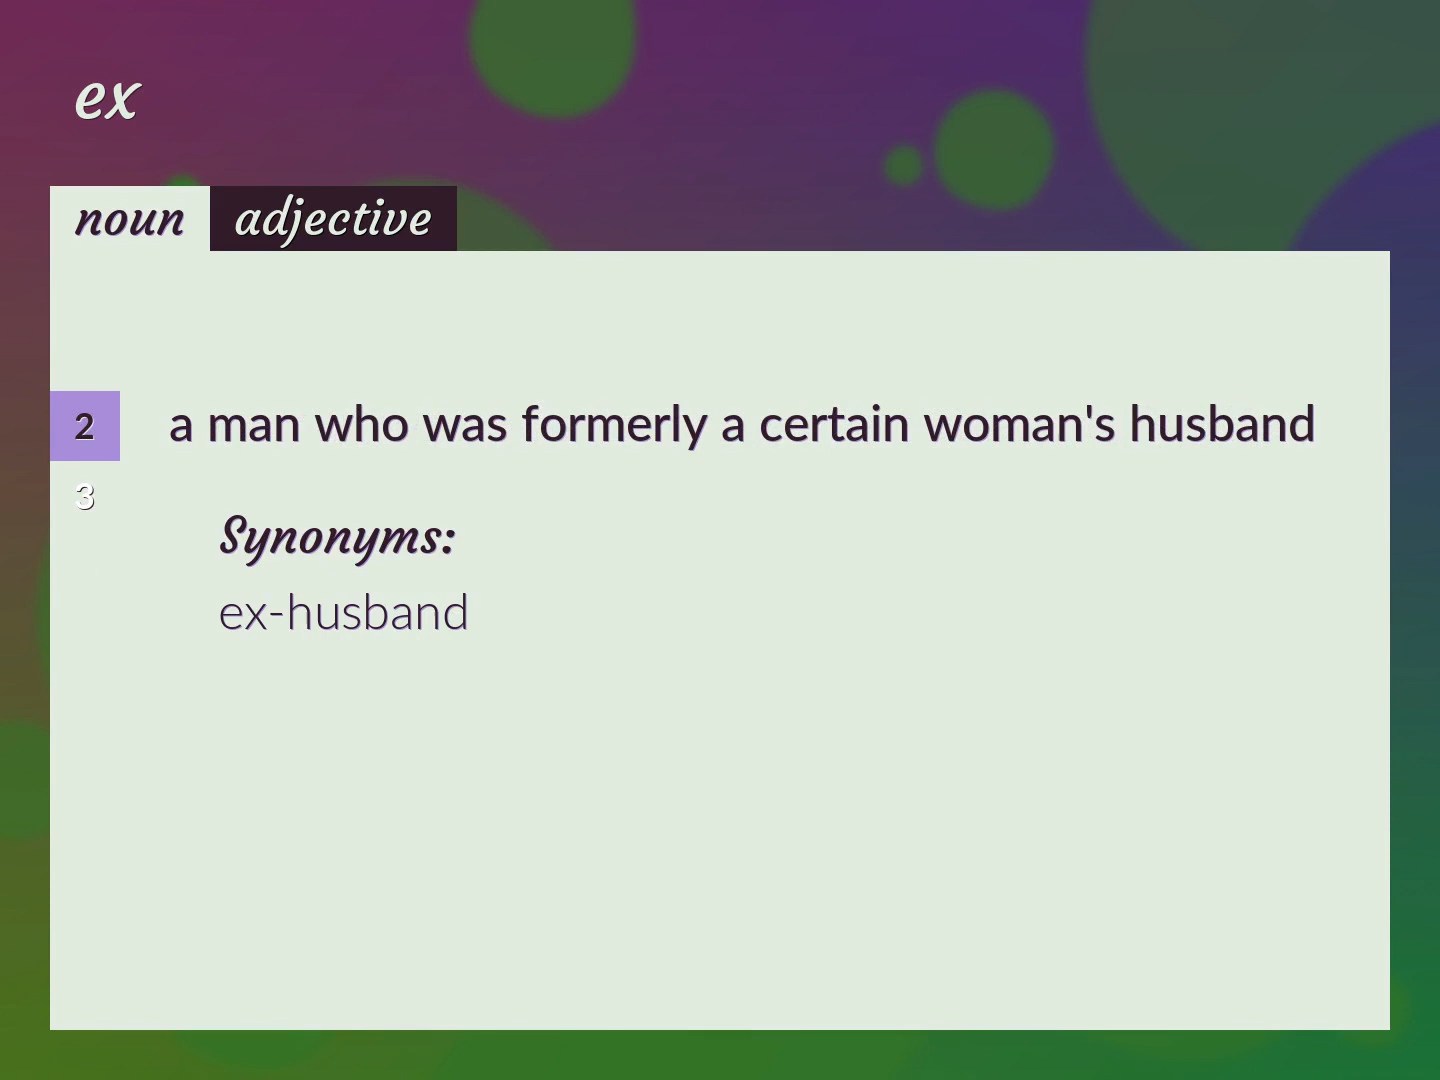 ex
noun adjective
2 a man who was formerly a certain woman's husband
3
Synonyms:
ex-husband